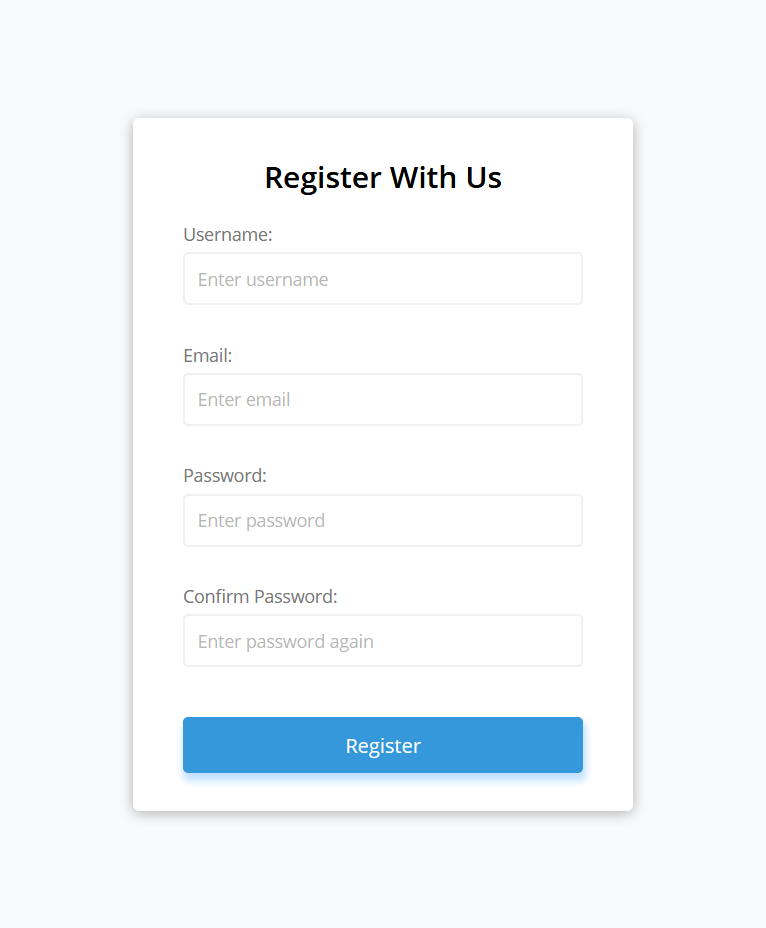 Register With Us
Username:
Enter username
Email:
Enter email
Password:
Enter password
Confirm Password:
Enter password again
Register